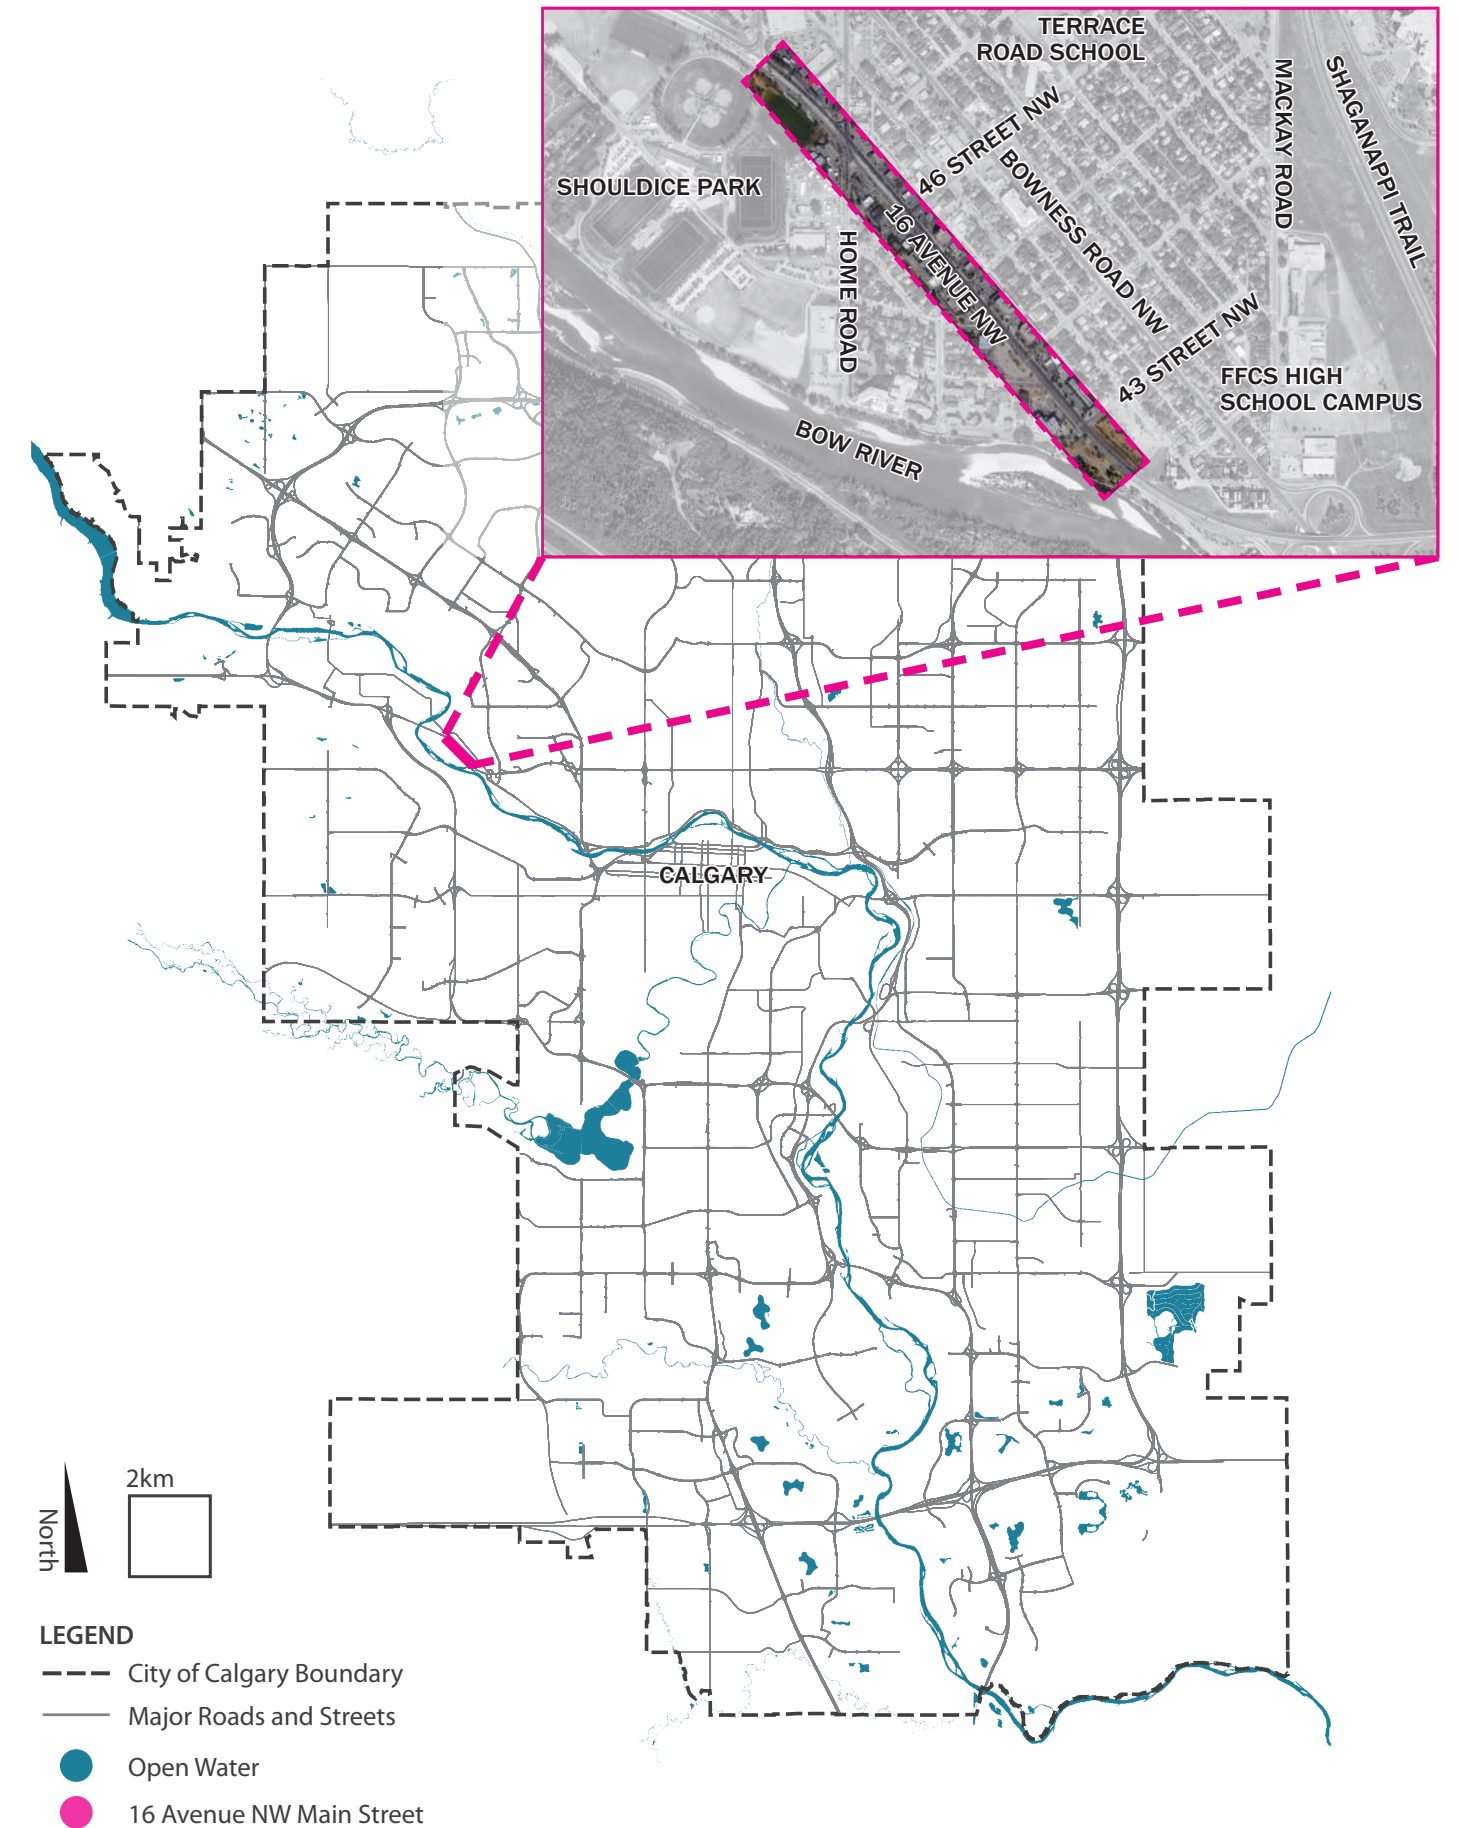 TERRACE
ROAD SCHOOL
MACKAY ROAD
SHAGANAPPI TRAIL
46 STREET NW
BOWNESS ROAD NW
SHOULDICE PARK
16 AVENUE NW
HOME ROAD
43 STREET NW
FFCS HIGH
SCHOOL CAMPUS
BOW RIVER
CALGARY
2km
North
LEGEND
City of Calgary Boundary
Major Roads and Streets
Open Water
16 Avenue NW Main Street